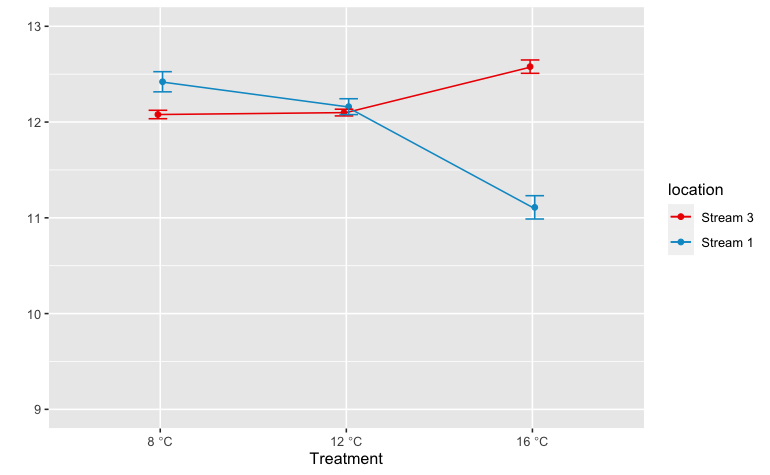 13
12
11
10
9
8 °C
12 °C
16 °C
Treatment
location
Stream 3
Stream 1